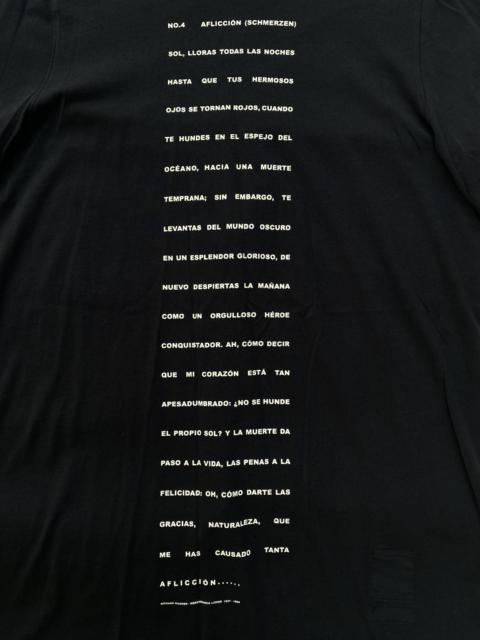 NO.4 AFLICCIÓN (SCHMERZEN)
SOL, LLORAS TODAS LAS NOCHES
HASTA QUE TUS HERMOSOS
OJOS SE TORNAN ROJOS, CUANDO
TE HUNDES EN EL ESPEJO DEL
OCÉANO, HACIA UNA MUERTE
TEMPRANA; SIN EMBARGO, TE
LEVANTAS DEL MUNDO OSCURO
EN UN ESPLENDOR GLORIOSO, DE
NUEVO DESPIERTAS LA MAÑANA
COMO UN ORGULLOSO HÉROE
CONQUISTADOR. AH, CÓMO DECIR
QUE MI CORAZÓN ESTÁ TAN
APESADUMBRADO: ¿NO SE HUNDE
EL PROPIO SOL? Y LA MUERTE DA
PASO A LA VIDA, LAS PENAS A LA
FELICIDAD: OH, CÓMO DARTE LAS
GRACIAS, NATURALEZA, QUE
ME HAS CAUSADO TANTA
AFLICCIÓN......